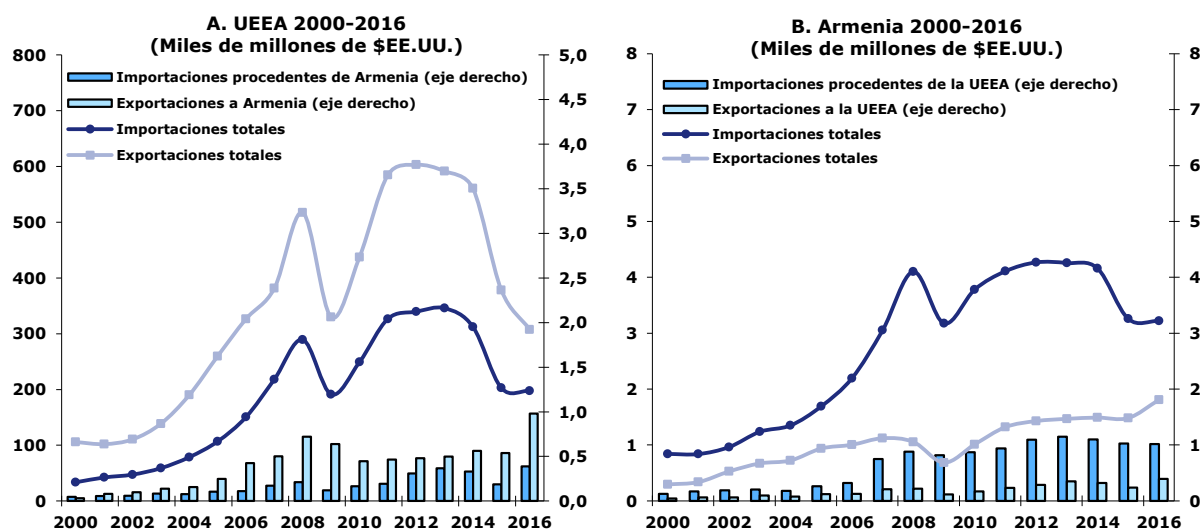 A. UEEA 2000-2016
(Miles de millones de $EE.UU.)
800
700
600
500
400
300
200
100
0
5,0
4,5
4,0
3,5
3,0
2,5
2,0
1,5
1,0
0,5
0,0
Importaciones procedentes de Armenia (eje derecho)
Exportaciones a Armenia (eje derecho)
Importaciones totales
Exportaciones totales
2000 2002 2004 2006 2008 2010 2012 2014 2016
B. Armenia 2000-2016
(Miles de millones de $EE.UU.)
8
7
6
5
4
3
2
1
0
8
7
6
5
4
3
2
1
0
Importaciones procedentes de la UEEA (eje derecho)
Exportaciones a la UEEA (eje derecho)
Importaciones totales
Exportaciones totales
2000 2002 2004 2006 2008 2010 2012 2014 2016